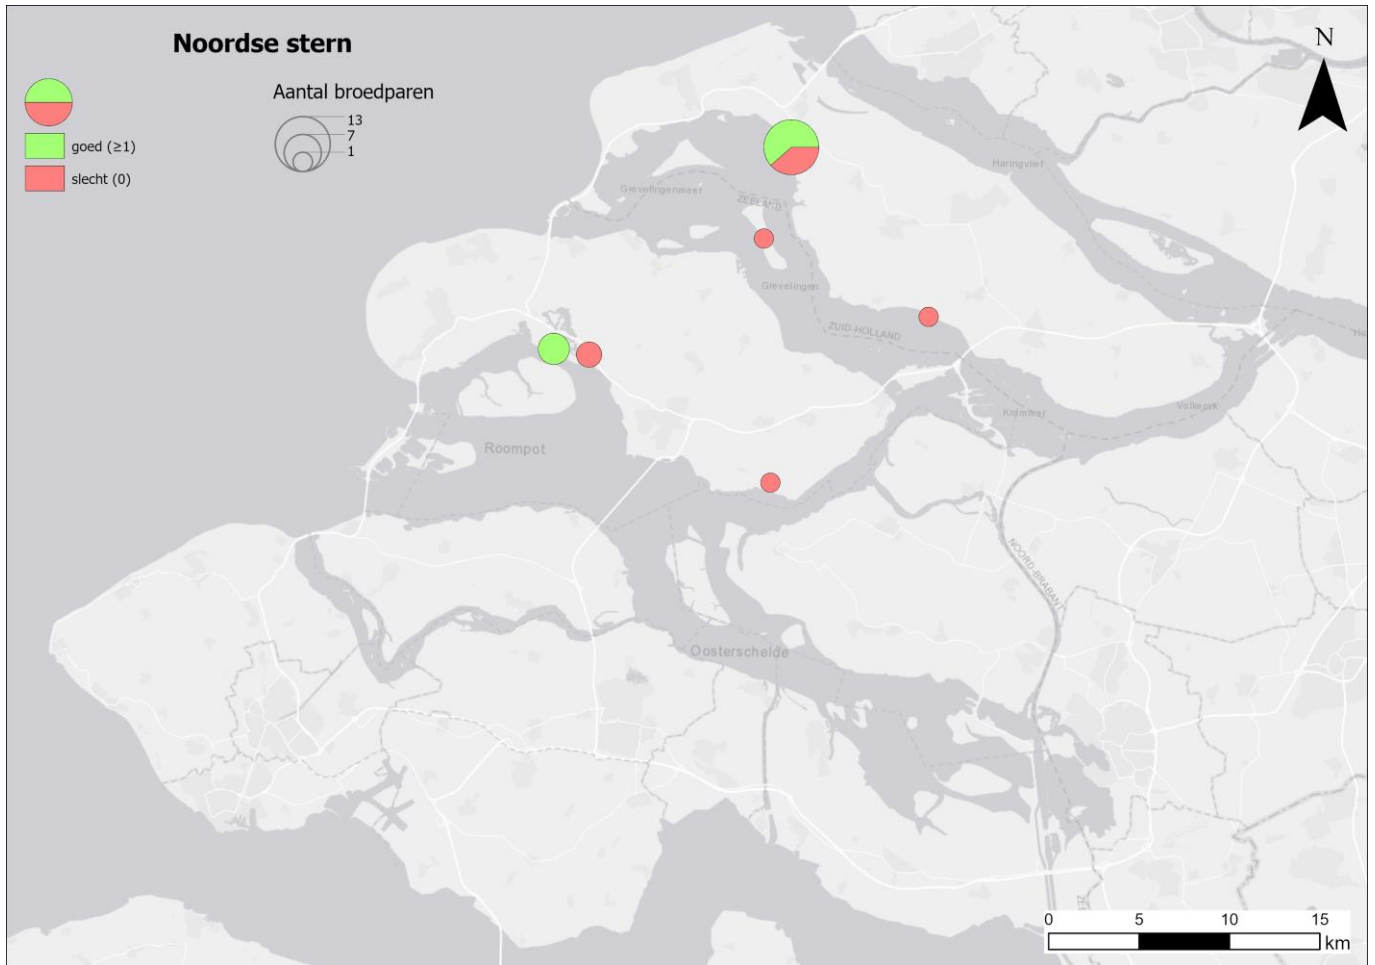 Noordse stern
Aantal broedparen
13
7
1
goed (≥1)
slecht (0)
N
Haringvliet
Grevelingenmeer
ZEELAND
Grevelingen
ZUID-HOLLAND
Krammer
Volkerak
Roompot
NOORD-BRABANT
Oosterschelde
0 5 10 15
km